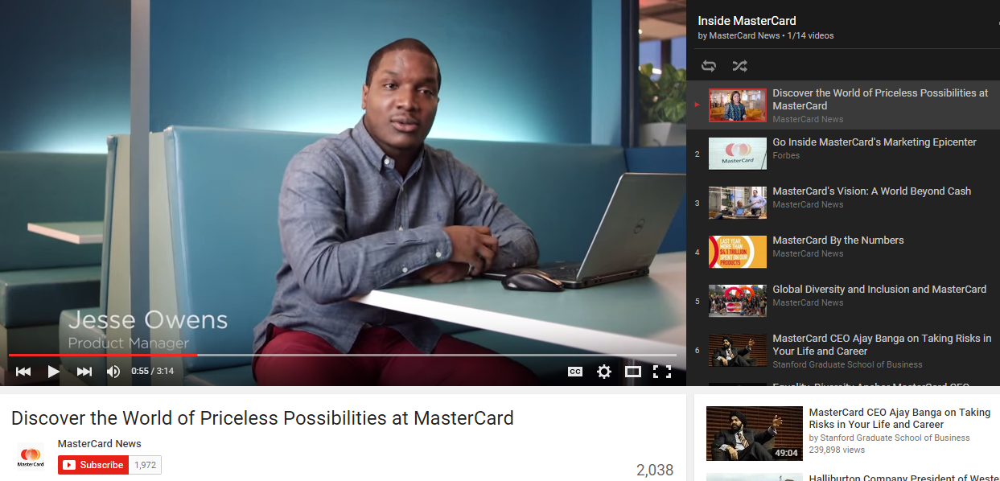 Jesse Owens
Product Manager
0:55 / 3:14
CC
Inside MasterCard
by MasterCard News • 1/14 videos
Discover the World of Priceless Possibilities at
MasterCard
MasterCard News
2
MasterCard
Go Inside MasterCard's Marketing Epicenter
Forbes
3
MasterCard's Vision: A World Beyond Cash
MasterCard News
4
LAST YEAR
MORE THAN
$4.1 TRILLION
SPENT ON OUR
PRODUCTS
MasterCard By the Numbers
MasterCard News
5
MasterCard
Global Diversity and Inclusion and MasterCard
MasterCard News
6
MasterCard CEO Ajay Banga on Taking Risks in
Your Life and Career
Stanford Graduate School of Business
Equality, Diversity Anchor MasterCard CEO
Discover the World of Priceless Possibilities at MasterCard
MasterCard
MasterCard News
Subscribe 1,972
2,038
49:04
MasterCard CEO Ajay Banga on Taking
Risks in Your Life and Career
by Stanford Graduate School of Business
239,898 views
Halliburton Company President of Weste